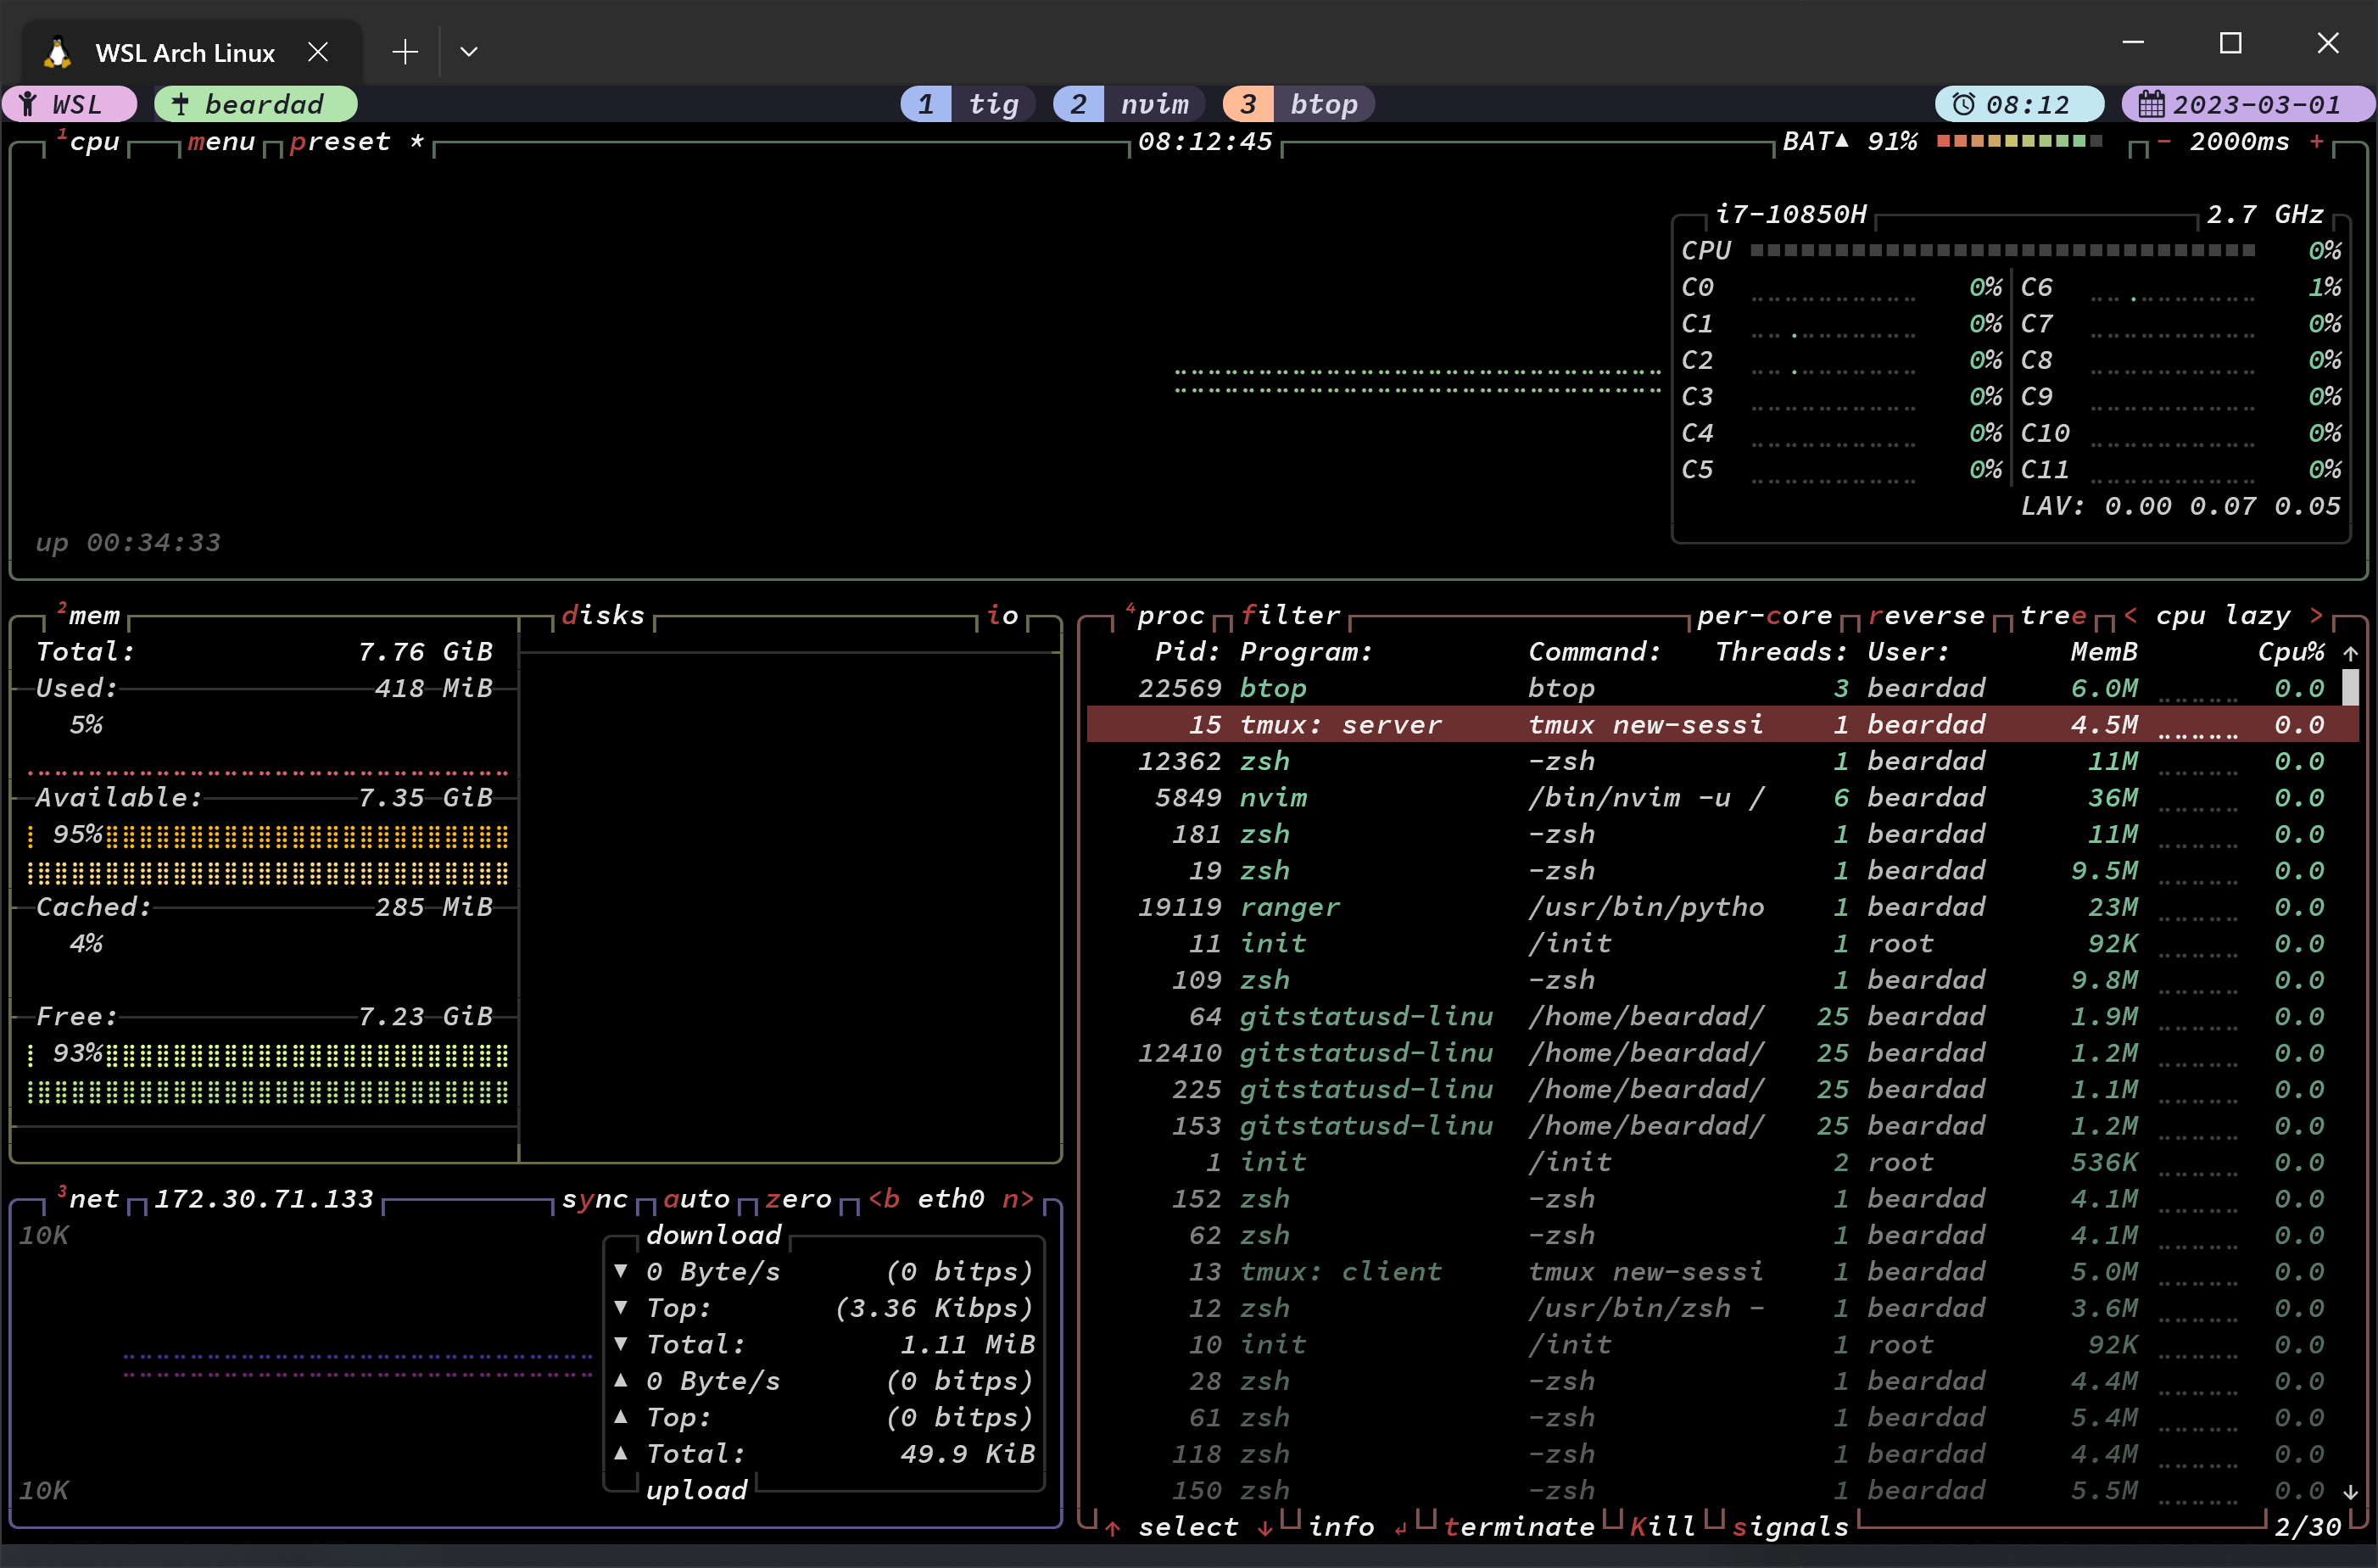 WSL Arch Linux
WSL beardad 1 tig 2 nvim 3 btop 08:12 2023-03-01
1cpu menu preset * 08:12:45 BAT▲ 91% - 2000ms +
i7-10850H 2.7 GHz
CPU 0%
C0 0% C6 1%
C1 0% C7 0%
C2 0% C8 0%
C3 0% C9 0%
C4 0% C10 0%
C5 0% C11 0%
LAV: 0.00 0.07 0.05
up 00:34:33
2mem disks io
Total: 7.76 GiB
Used: 418 MiB
5%
Available: 7.35 GiB
95%
Cached: 285 MiB
4%
Free: 7.23 GiB
93%
3net 172.30.71.133 sync auto zero <b eth0 n>
10K
download
▼ 0 Byte/s (0 bitps)
▼ Top: (3.36 Kibps)
▼ Total: 1.11 MiB
▲ 0 Byte/s (0 bitps)
▲ Top: (0 bitps)
▲ Total: 49.9 KiB
upload
10K
4proc filter per-core reverse tree < cpu lazy >
Pid: Program: Command: Threads: User: MemB Cpu% ↑
22569 btop btop 3 beardad 6.0M 0.0
15 tmux: server tmux new-sessi 1 beardad 4.5M 0.0
12362 zsh -zsh 1 beardad 11M 0.0
5849 nvim /bin/nvim -u / 6 beardad 36M 0.0
181 zsh -zsh 1 beardad 11M 0.0
19 zsh -zsh 1 beardad 9.5M 0.0
19119 ranger /usr/bin/pytho 1 beardad 23M 0.0
11 init /init 1 root 92K 0.0
109 zsh -zsh 1 beardad 9.8M 0.0
64 gitstatusd-linu /home/beardad/ 25 beardad 1.9M 0.0
12410 gitstatusd-linu /home/beardad/ 25 beardad 1.2M 0.0
225 gitstatusd-linu /home/beardad/ 25 beardad 1.1M 0.0
153 gitstatusd-linu /home/beardad/ 25 beardad 1.2M 0.0
1 init /init 2 root 536K 0.0
152 zsh -zsh 1 beardad 4.1M 0.0
62 zsh -zsh 1 beardad 4.1M 0.0
13 tmux: client tmux new-sessi 1 beardad 5.0M 0.0
12 zsh /usr/bin/zsh - 1 beardad 3.6M 0.0
10 init /init 1 root 92K 0.0
28 zsh -zsh 1 beardad 4.4M 0.0
61 zsh -zsh 1 beardad 5.4M 0.0
118 zsh -zsh 1 beardad 4.4M 0.0
150 zsh -zsh 1 beardad 5.5M 0.0 ↓
↑ select ↓ info ↲ terminate Kill signals 2/30